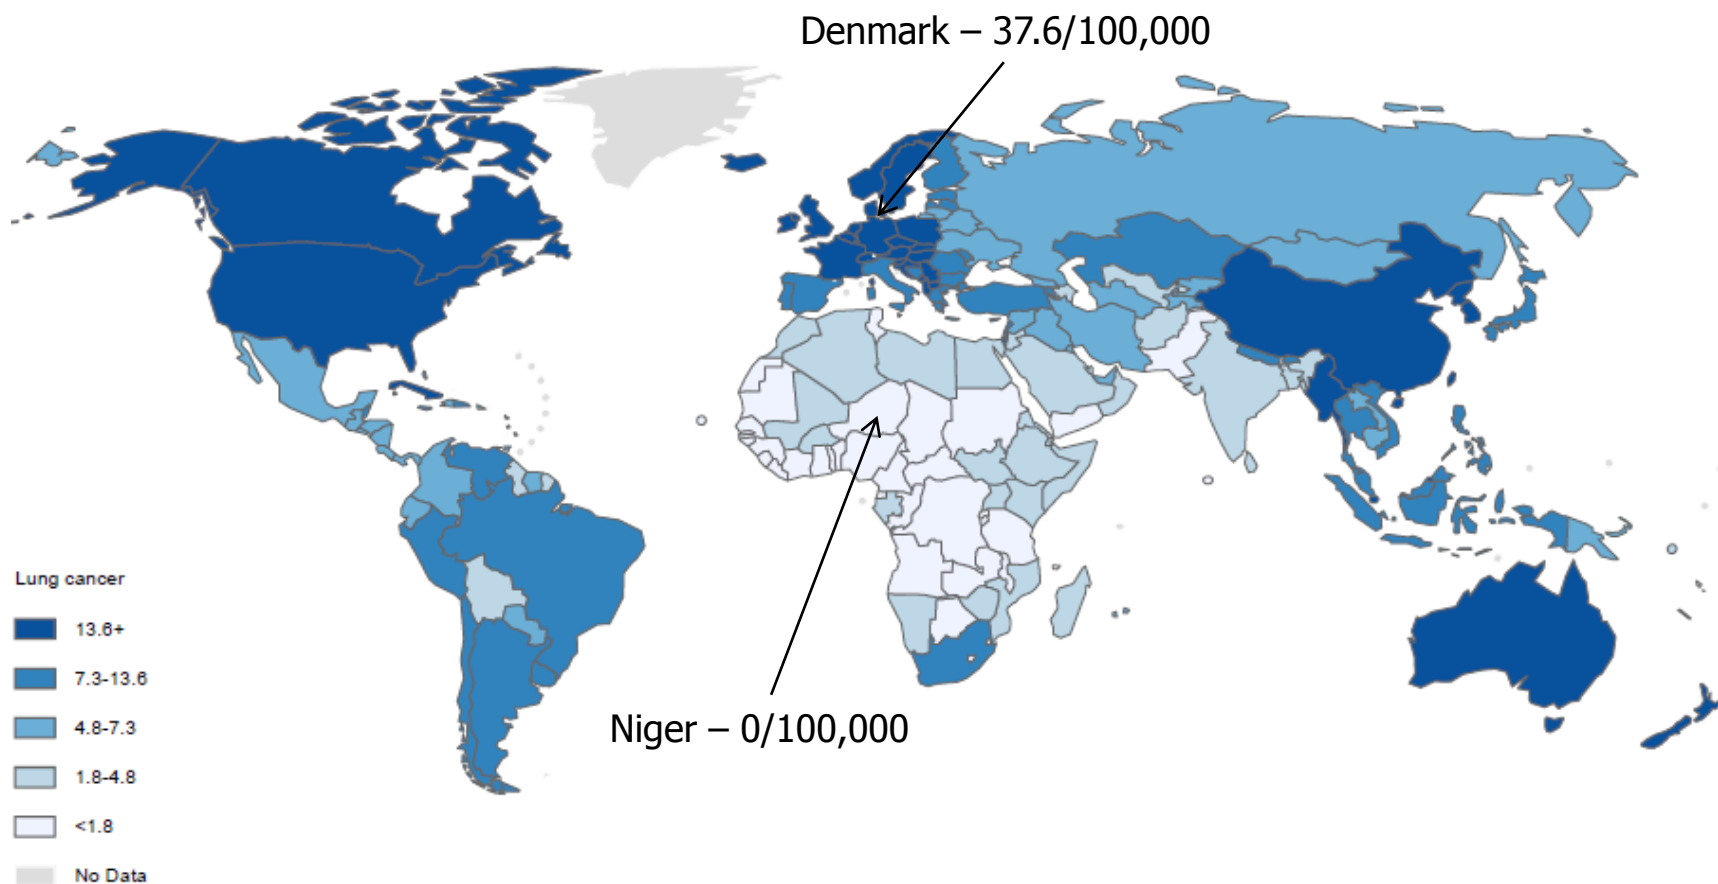 Denmark – 37.6/100,000
Niger – 0/100,000
Lung cancer
13.6+
7.3-13.6
4.8-7.3
1.8-4.8
<1.8
No Data